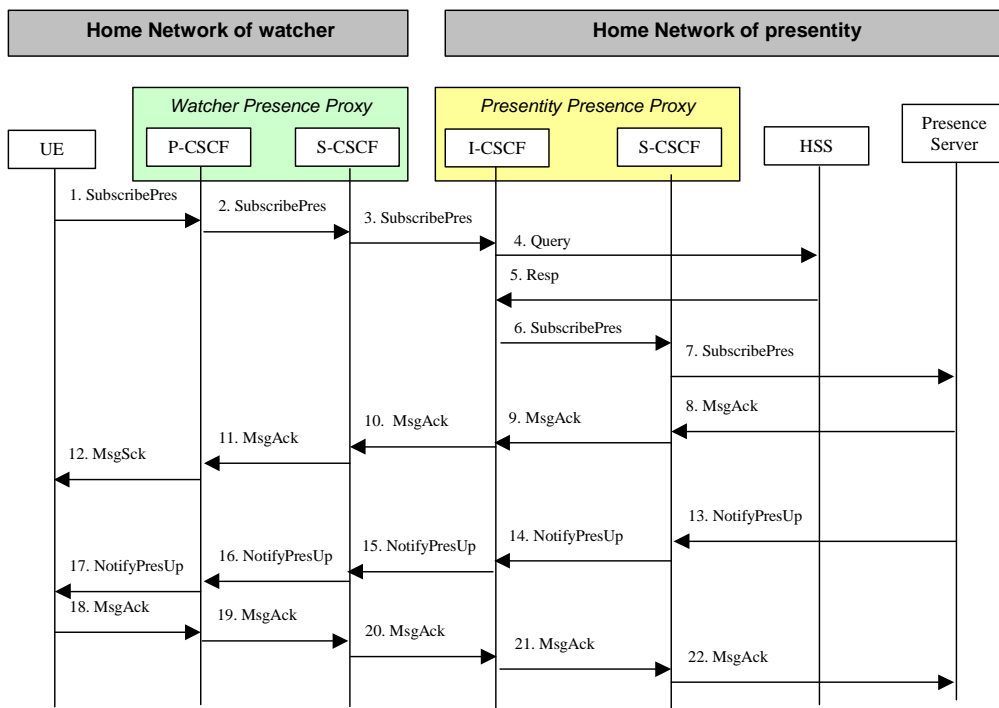 Home Network of watcher
Home Network of presentity
Watcher Presence Proxy
Presentity Presence Proxy
UE
P-CSCF
S-CSCF
I-CSCF
S-CSCF
HSS
Presence
Server
1. SubscribePres
2. SubscribePres
3. SubscribePres
4. Query
5. Resp
6. SubscribePres
7. SubscribePres
8. MsgAck
9. MsgAck
10. MsgAck
11. MsgAck
12. MsgSck
13. NotifyPresUp
14. NotifyPresUp
15. NotifyPresUp
16. NotifyPresUp
17. NotifyPresUp
18. MsgAck
19. MsgAck
20. MsgAck
21. MsgAck
22. MsgAck